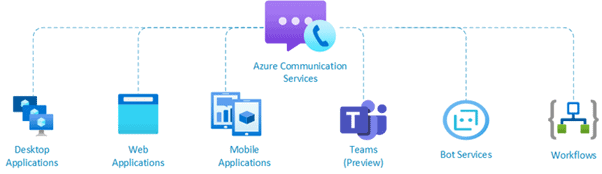 Azure Communication
Services
Desktop
Applications
Web
Applications
Mobile
Applications
Teams
(Preview)
Bot Services
Workflows